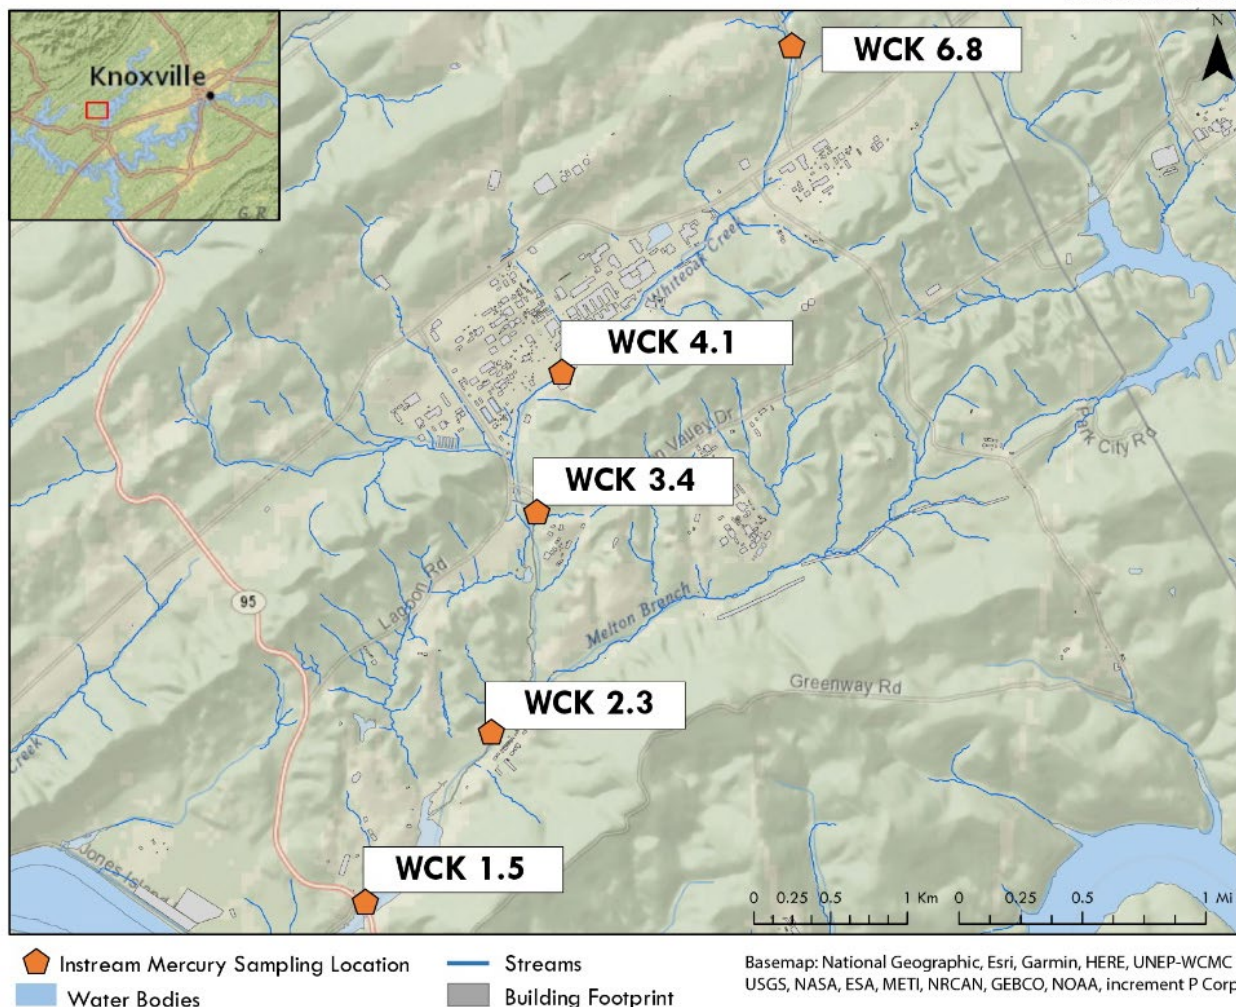 N
Knoxville
G. R
WCK 6.8
Whiteoak Creek
WCK 4.1
Valley Dr
Park City Rd
WCK 3.4
Lagoon Rd
95
Melton Branch
Greenway Rd
WCK 2.3
Creek
Jones Island
WCK 1.5
0 0.25 0.5 1 Km
0 0.25 0.5 1 Mi
Instream Mercury Sampling Location
Streams
Water Bodies
Building Footprint
Basemap: National Geographic, Esri, Garmin, HERE, UNEP-WCMC
USGS, NASA, ESA, METI, NRCAN, GEBCO, NOAA, increment P Corp